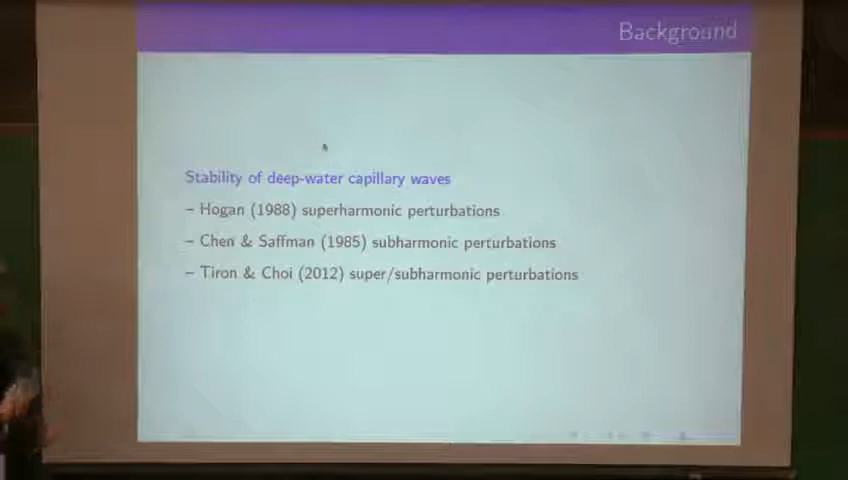 Background
Stability of deep-water capillary waves
– Hogan (1988) superharmonic perturbations
– Chen & Saffman (1985) subharmonic perturbations
– Tiron & Choi (2012) super/subharmonic perturbations